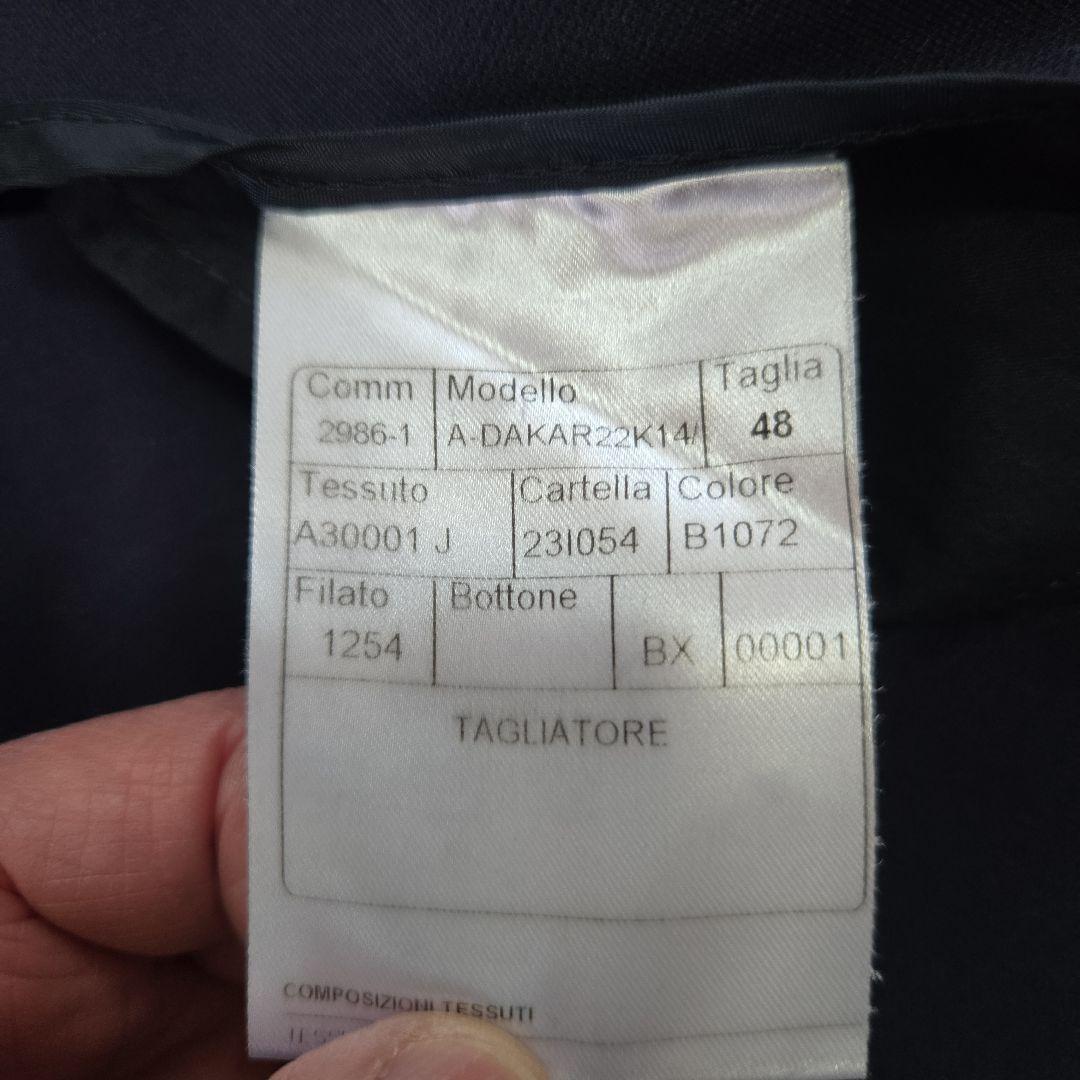 Comm Modello Taglia
2986-1 A-DAKAR22K14/ 48
Tessuto Cartella Colore
A30001 J 23I054 B1072
Filato Bottone
1254 BX 00001
TAGLIATORE
COMPOSIZIONI TESSUTI